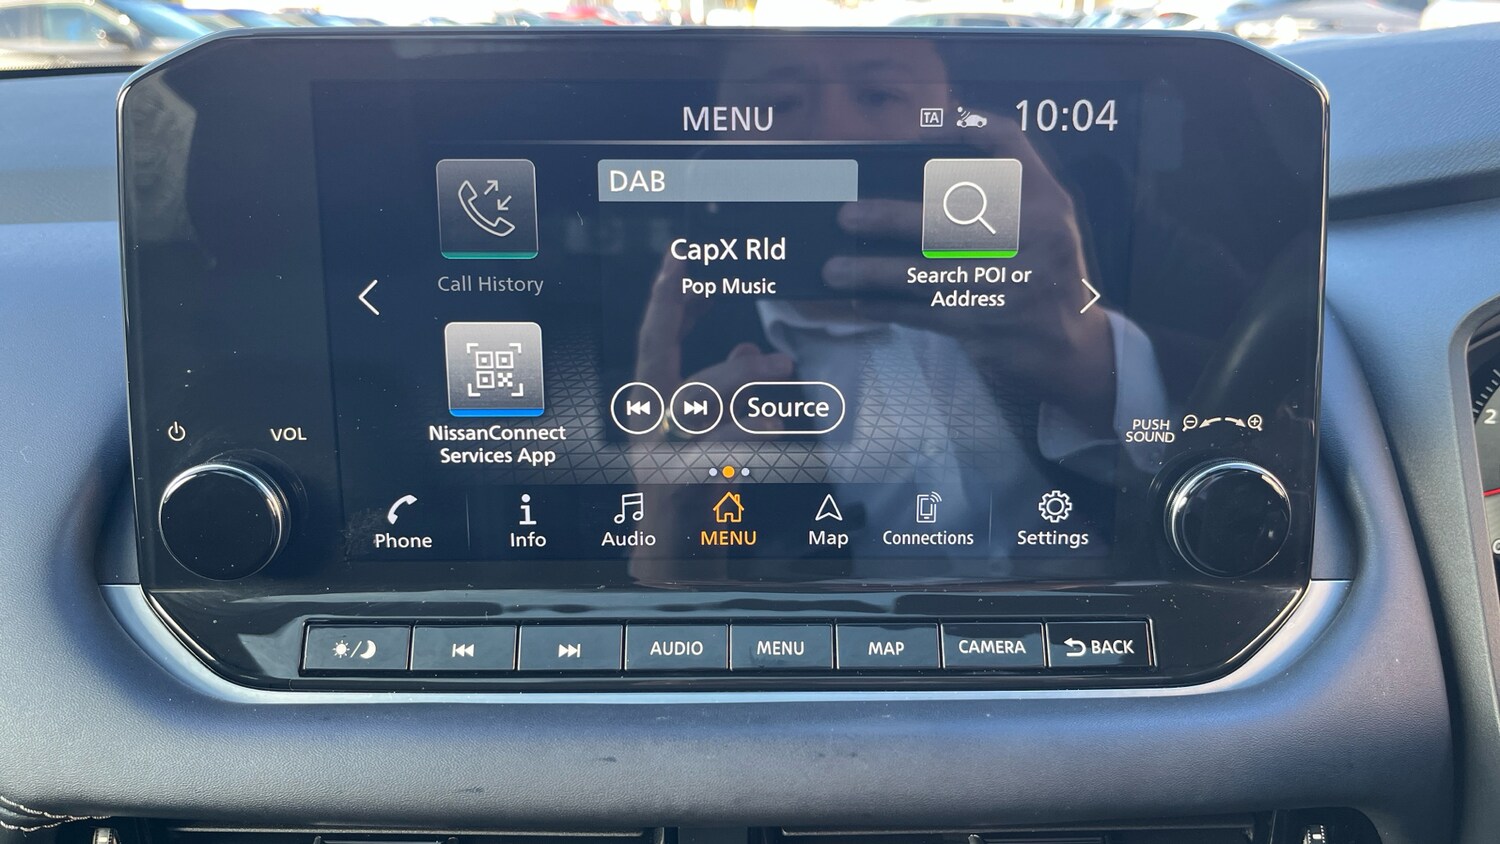 MENU
TA
10:04
DAB
CapX Rld
Pop Music
Call History
Search POI or
Address
NissanConnect
Services App
Source
VOL
PUSH
SOUND
Phone
Info
Audio
MENU
Map
Connections
Settings
AUDIO
MENU
MAP
CAMERA
BACK
2